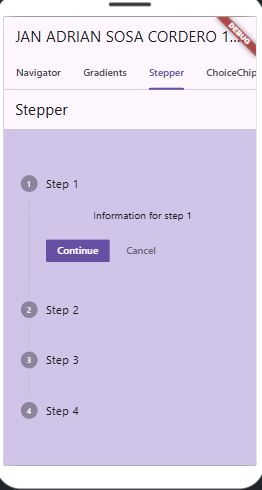 JAN ADRIAN SOSA CORDERO 1...
DEBUG
Navigator Gradients Stepper ChoiceChip
Stepper
1 Step 1
Information for step 1
Continue Cancel
2 Step 2
3 Step 3
4 Step 4